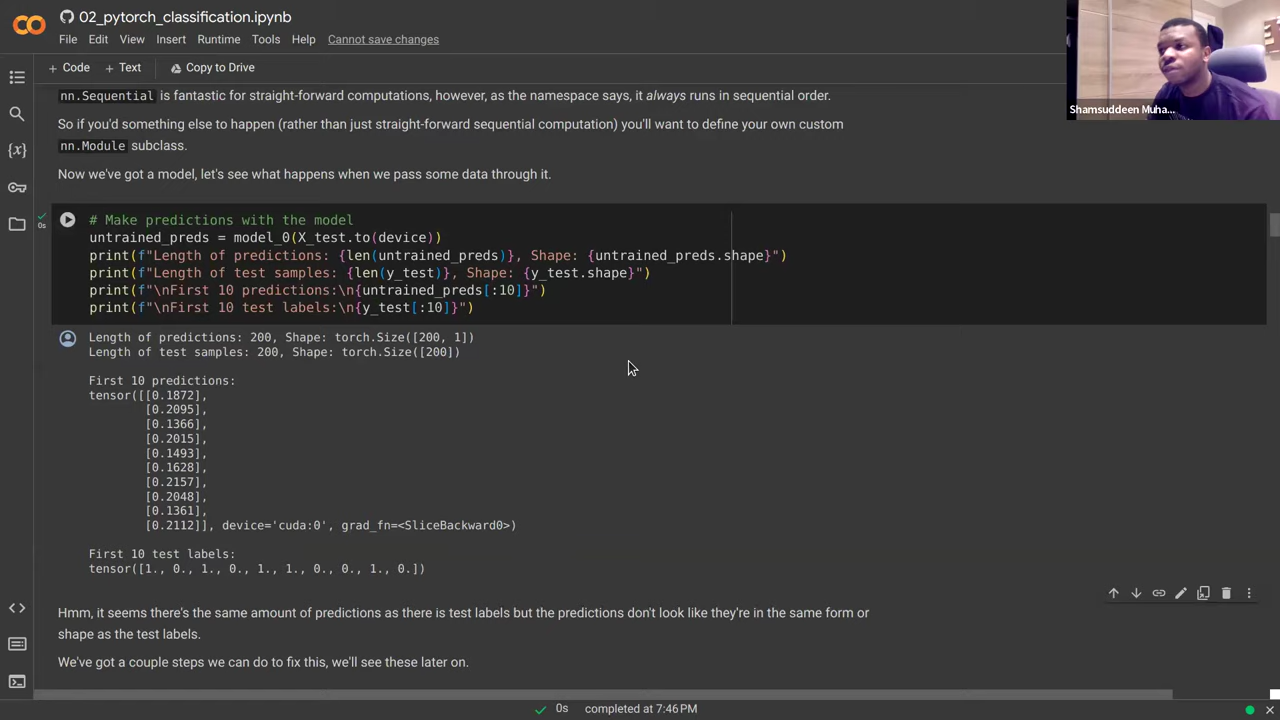 02_pytorch_classification.ipynb
File Edit View Insert Runtime Tools Help Cannot save changes
+ Code + Text Copy to Drive
Shamsuddeen Muha...
nn.Sequential is fantastic for straight-forward computations, however, as the namespace says, it always runs in sequential order.
So if you'd something else to happen (rather than just straight-forward sequential computation) you'll want to define your own custom
nn.Module subclass.
Now we've got a model, let's see what happens when we pass some data through it.
0s
# Make predictions with the model
untrained_preds = model_0(X_test.to(device))
print(f"Length of predictions: {len(untrained_preds)}, Shape: {untrained_preds.shape}")
print(f"Length of test samples: {len(y_test)}, Shape: {y_test.shape}")
print(f"\nFirst 10 predictions:\n{untrained_preds[:10]}")
print(f"\nFirst 10 test labels:\n{y_test[:10]}")
Length of predictions: 200, Shape: torch.Size([200, 1])
Length of test samples: 200, Shape: torch.Size([200])
First 10 predictions:
tensor([[0.1872],
[0.2095],
[0.1366],
[0.2015],
[0.1493],
[0.1628],
[0.2157],
[0.2048],
[0.1361],
[0.2112]], device='cuda:0', grad_fn=<SliceBackward0>)
First 10 test labels:
tensor([1., 0., 1., 0., 1., 1., 0., 0., 1., 0.])
Hmm, it seems there's the same amount of predictions as there is test labels but the predictions don't look like they're in the same form or
shape as the test labels.
We've got a couple steps we can do to fix this, we'll see these later on.
0s completed at 7:46 PM